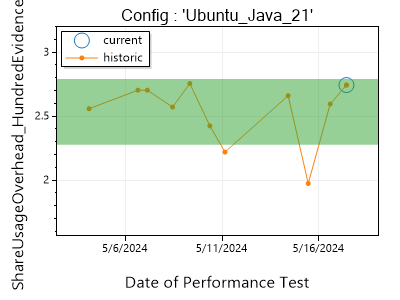 Config : 'Ubuntu_Java_21'
current
historic
ShareUsageOverhead_HundredEvidence
3
2.5
2
5/6/2024
5/11/2024
5/16/2024
Date of Performance Test